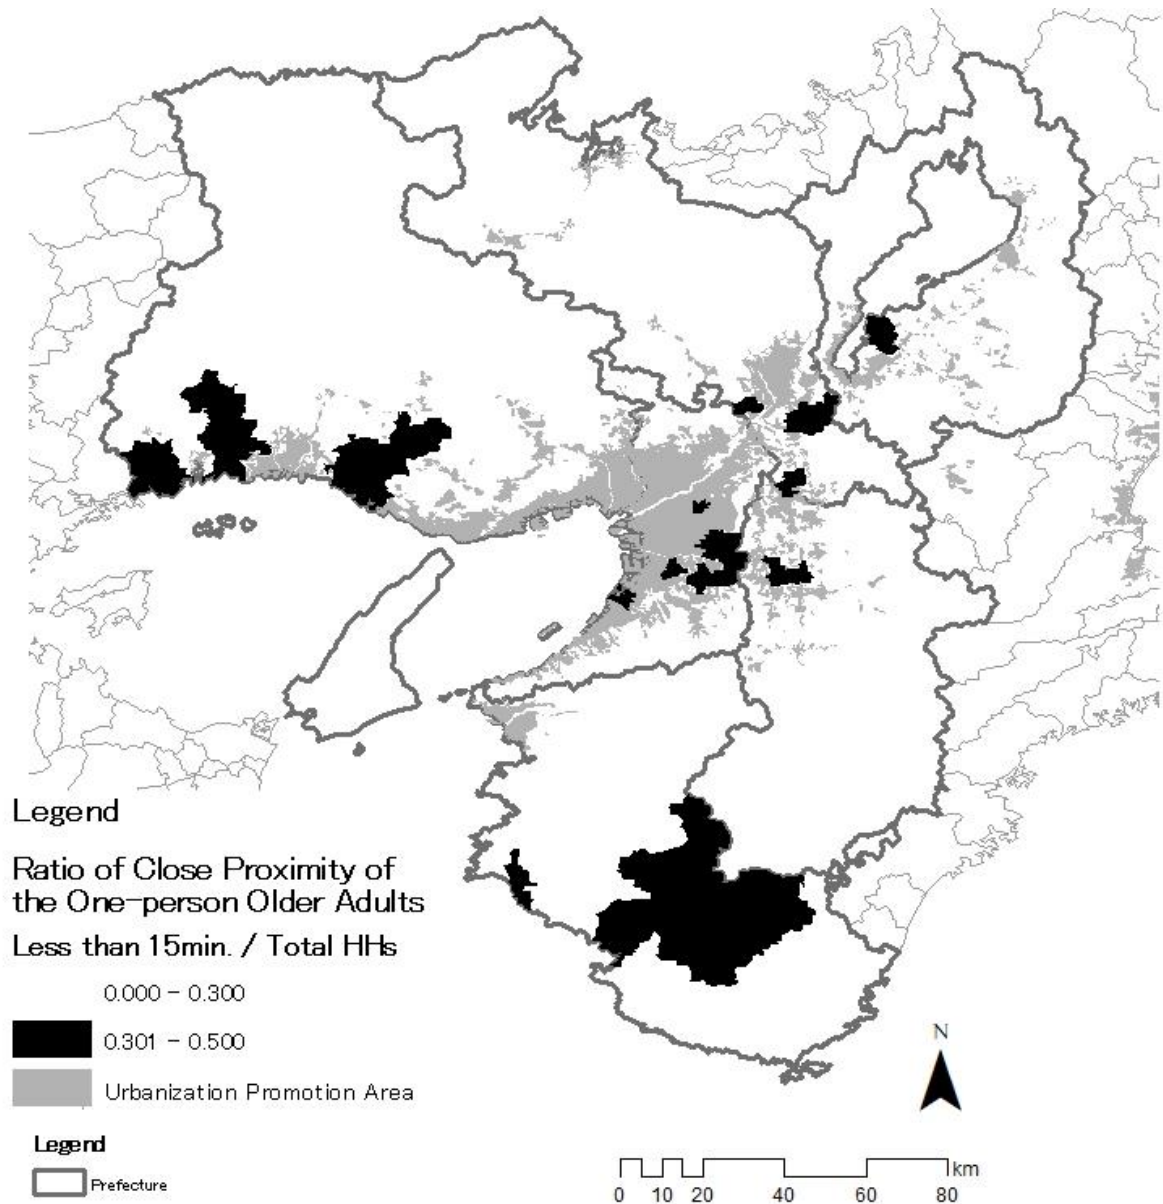 Legend
Ratio of Close Proximity of
the One-person Older Adults
Less than 15min. / Total HHs
0.000 - 0.300
0.301 - 0.500
Urbanization Promotion Area
Legend
Prefecture
N
km
0 10 20 40 60 80